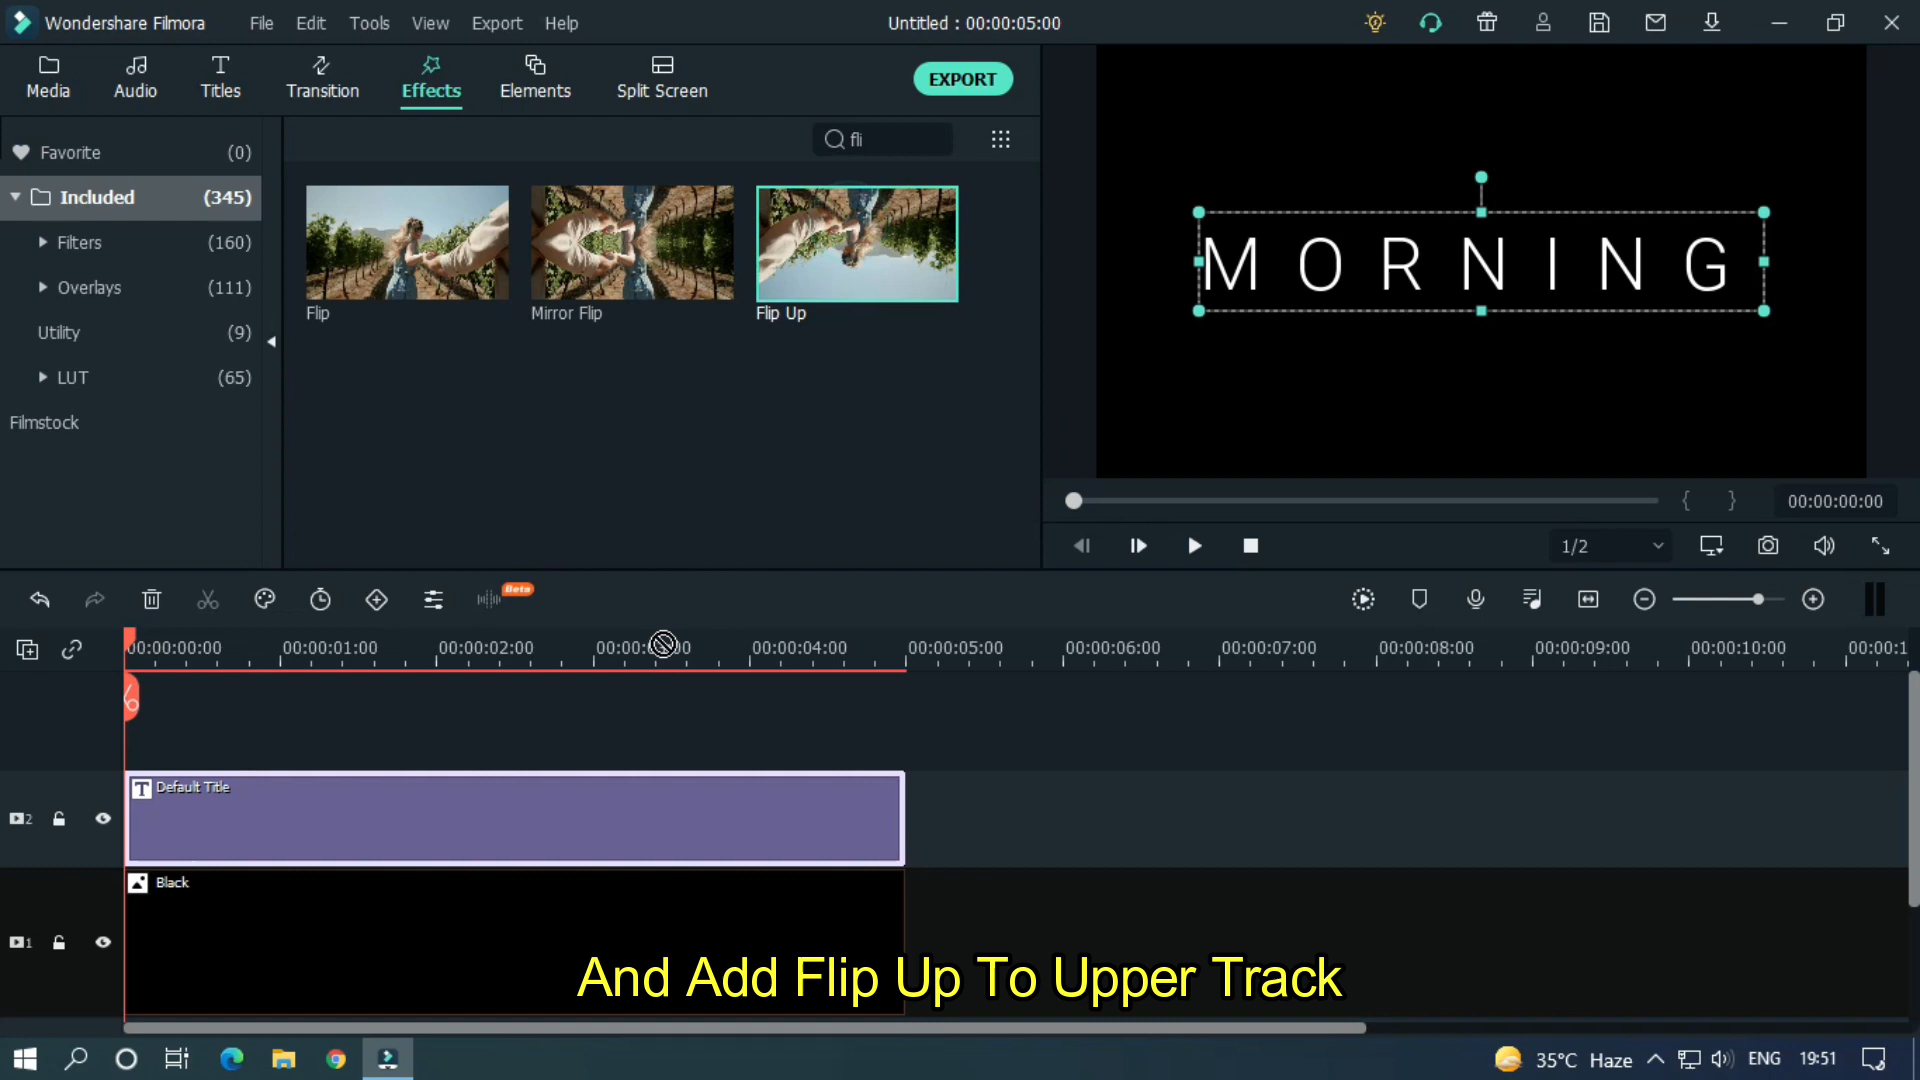 Wondershare Filmora File Edit Tools View Export Help Untitled : 00:00:05:00
Media Audio Titles Transition Effects Elements Split Screen EXPORT
Favorite (0)
fli
Included (345)
Filters (160)
Overlays (111)
Utility (9)
LUT (65)
Filmstock
Flip Mirror Flip Flip Up
MORNING
{ } 00:00:00:00
1/2
Beta
00:00:00:00 00:00:01:00 00:00:02:00 00:00:04:00 00:00:05:00 00:00:06:00 00:00:07:00 00:00:08:00 00:00:09:00 00:00:10:00 00:00:1
T Default Title
2
Black
1
And Add Flip Up To Upper Track
35°C Haze ENG 19:51